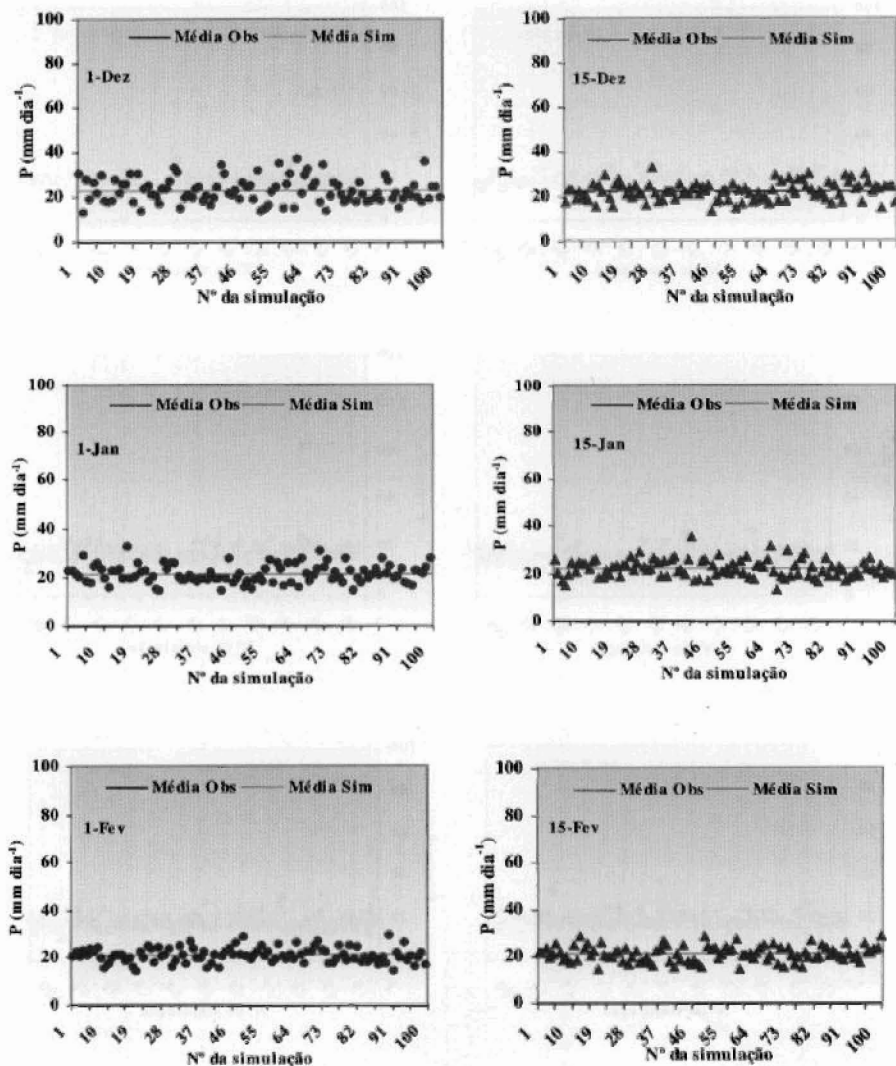 Média Obs Média Sim
1-Dez
P (mm dia⁻¹)
100
80
60
40
20
0
1 10 19 28 37 46 55 64 73 82 91 100
Nº da simulação
Média Obs Média Sim
15-Dez
P (mm dia⁻¹)
100
80
60
40
20
0
1 10 19 28 37 46 55 64 73 82 91 100
Nº da simulação
Média Obs Média Sim
1-Jan
P (mm dia⁻¹)
100
80
60
40
20
0
1 10 19 28 37 46 55 64 73 82 91 100
Nº da simulação
Média Obs Média Sim
15-Jan
P (mm dia⁻¹)
100
80
60
40
20
0
1 10 19 28 37 46 55 64 73 82 91 100
Nº da simulação
Média Obs Média Sim
1-Fev
P (mm dia⁻¹)
100
80
60
40
20
0
1 10 19 28 37 46 55 64 73 82 91 100
Nº da simulação
Média Obs Média Sim
15-Fev
P (mm dia⁻¹)
100
80
60
40
20
0
1 10 19 28 37 46 55 64 73 82 91 100
Nº da simulação